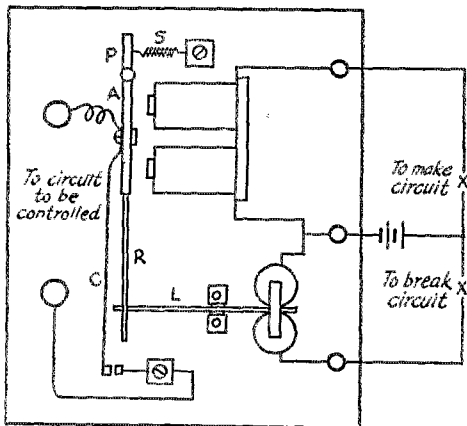 S
P
A
To circuit
to be
controlled
R
C
L
To make
circuit
X
To break
circuit
X